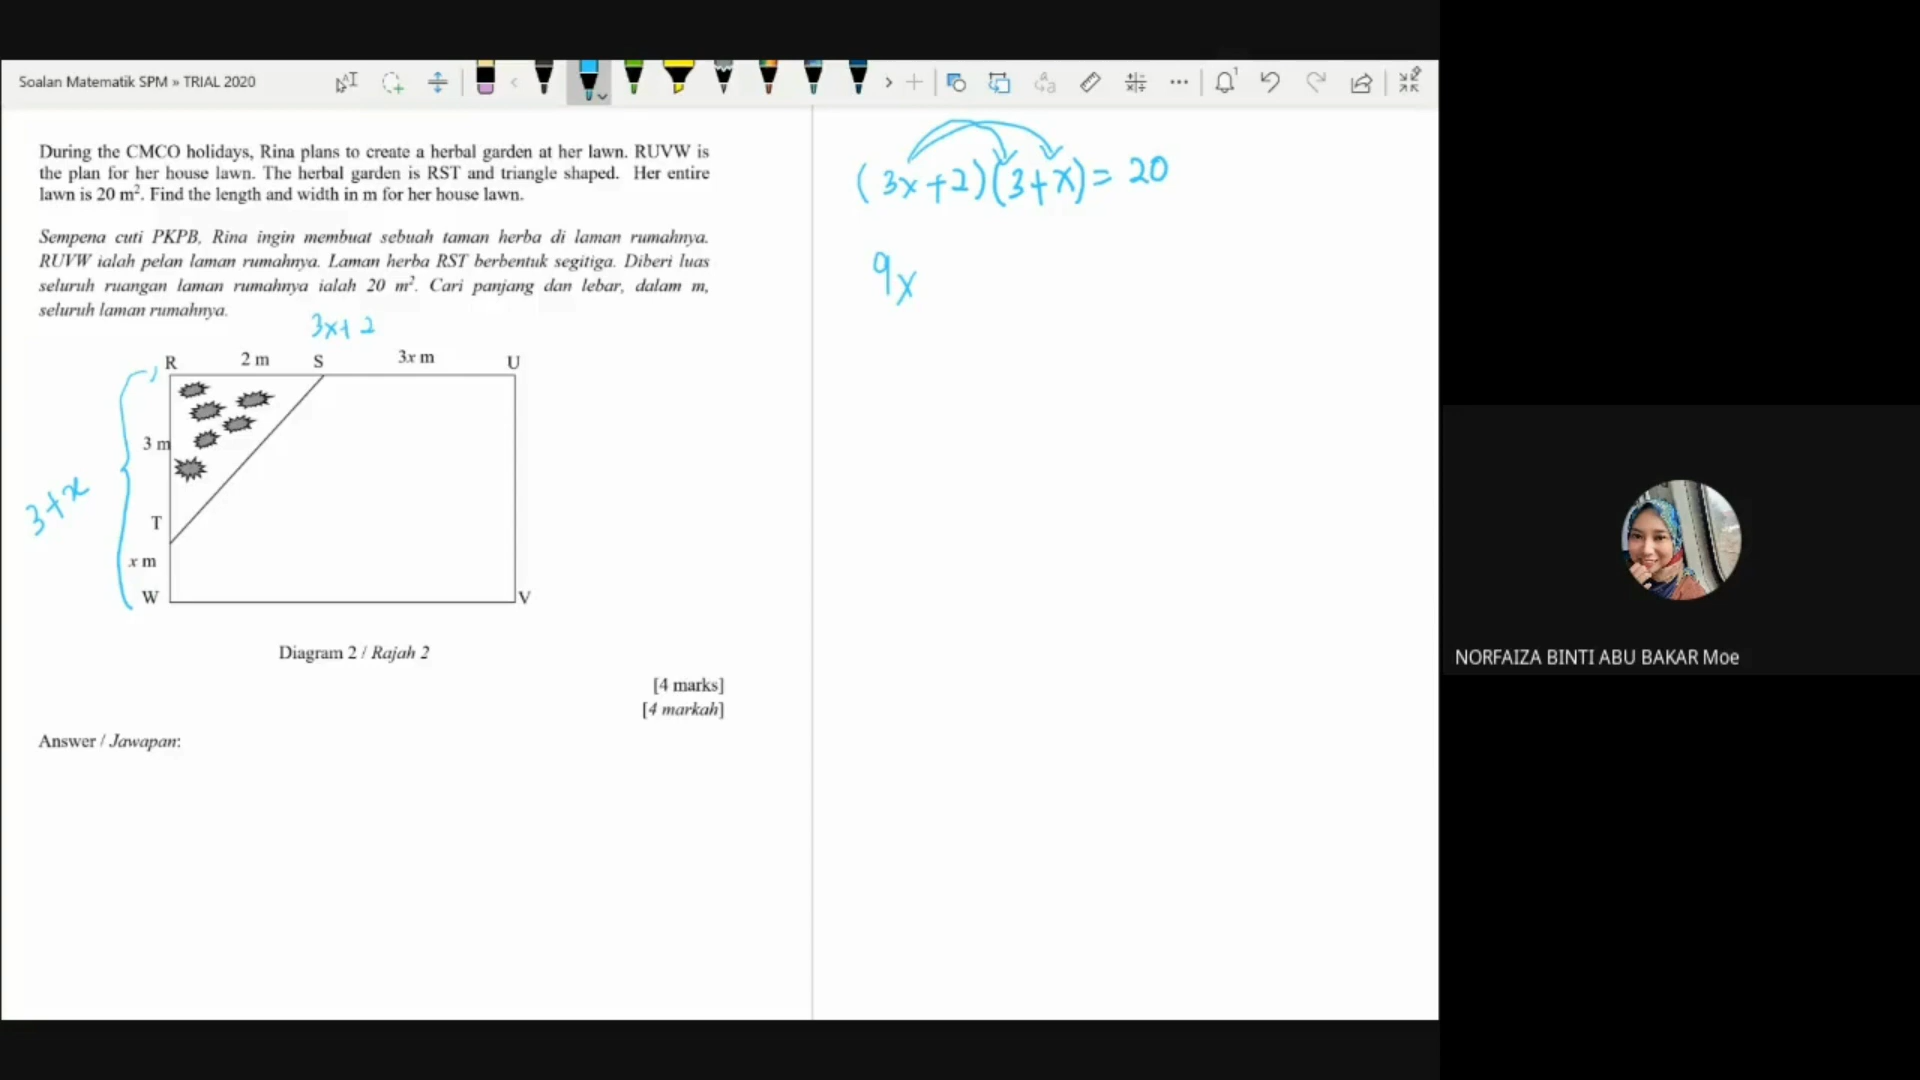 Soalan Matematik SPM » TRIAL 2020
During the CMCO holidays, Rina plans to create a herbal garden at her lawn. RUVW is
the plan for her house lawn. The herbal garden is RST and triangle shaped. Her entire
lawn is 20 m². Find the length and width in m for her house lawn.
Sempena cuti PKPB, Rina ingin membuat sebuah taman herba di laman rumahnya.
RUVW ialah pelan laman rumahnya. Laman herba RST berbentuk segitiga. Diberi luas
seluruh ruangan laman rumahnya ialah 20 m². Cari panjang dan lebar, dalam m,
seluruh laman rumahnya.
3x+2
R 2 m S 3x m U
3 m
3+x
T
x m
W V
Diagram 2 / Rajah 2
[4 marks]
[4 markah]
Answer / Jawapan:
(3x+2)(3+x)= 20
9x
NORFAIZA BINTI ABU BAKAR Moe